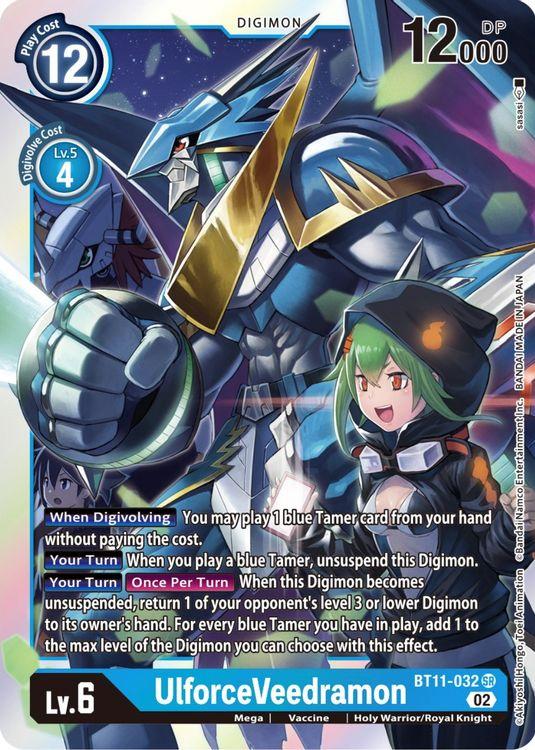 DIGIMON
Play Cost
12
12000
DP
Digivolve Cost
Lv.5
4
sasasi
When Digivolving You may play 1 blue Tamer card from your hand
without paying the cost.
Your Turn When you play a blue Tamer, unsuspend this Digimon.
Your Turn Once Per Turn When this Digimon becomes
unsuspended, return 1 of your opponent's level 3 or lower Digimon
to its owner's hand. For every blue Tamer you have in play, add 1 to
the max level of the Digimon you can choose with this effect.
©Akiyoshi Hongo, Toei Animation ©Bandai Namco Entertainment Inc. BANDAI MADE IN JAPAN
Lv.6
UlforceVeedramon
BT11-032 SR
02
Mega | Vaccine | Holy Warrior/Royal Knight